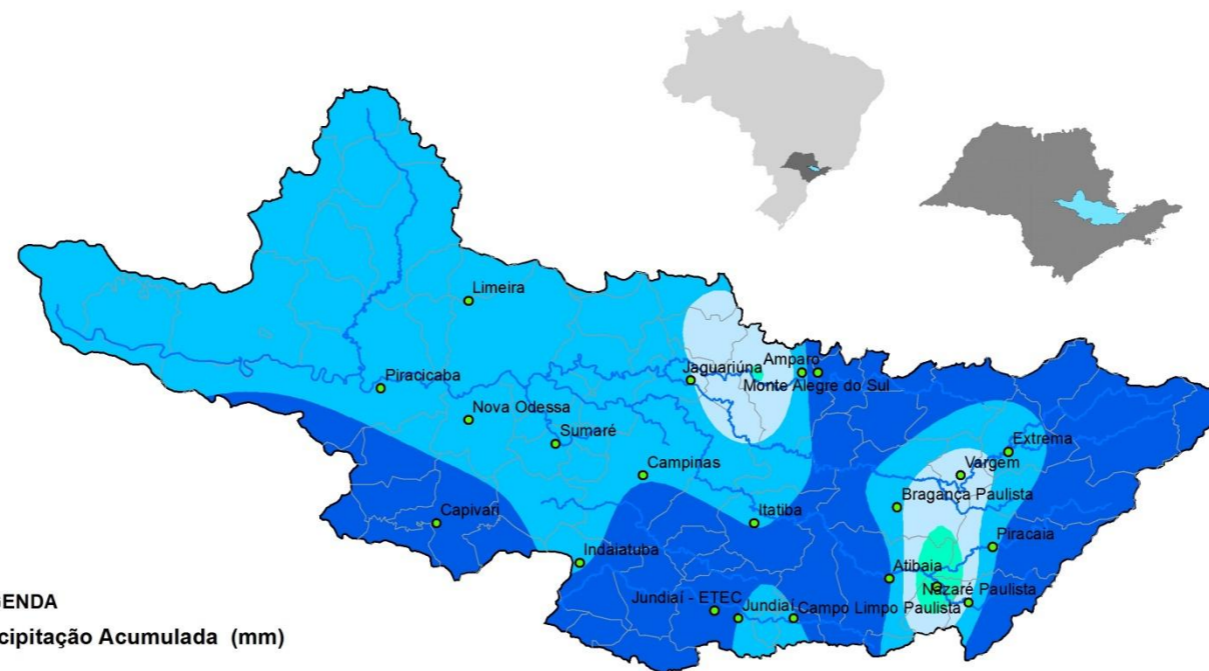 Limeira
Amparo
Jaguariúna
Monte Alegre do Sul
Piracicaba
Nova Odessa
Sumaré
Extrema
Vargem
Campinas
Bragança Paulista
Capivari
Itatiba
Piracaia
Indaiatuba
Atibaia
Nazaré Paulista
Jundiaí - ETEC
Jundiaí
Campo Limpo Paulista
GENDA
cipitação Acumulada (mm)